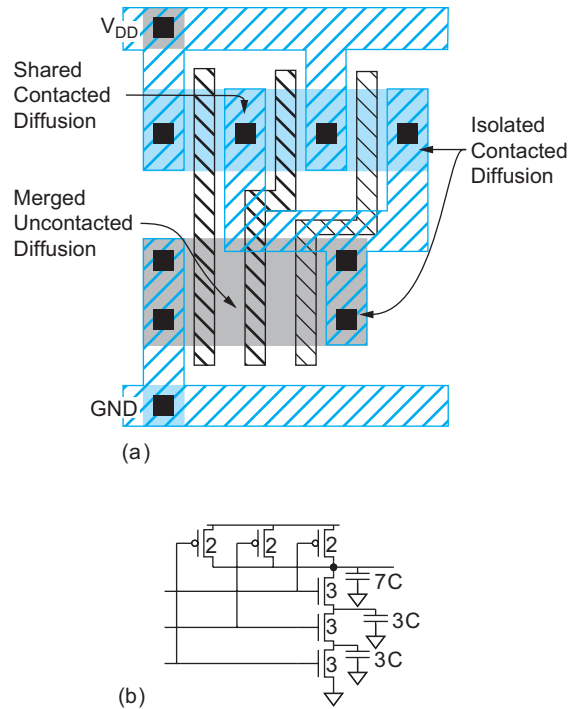 VDD
Shared
Contacted
Diffusion
Isolated
Contacted
Diffusion
Merged
Uncontacted
Diffusion
GND
(a)
2 2 2
7C
3
3C
3
3C
3
(b)